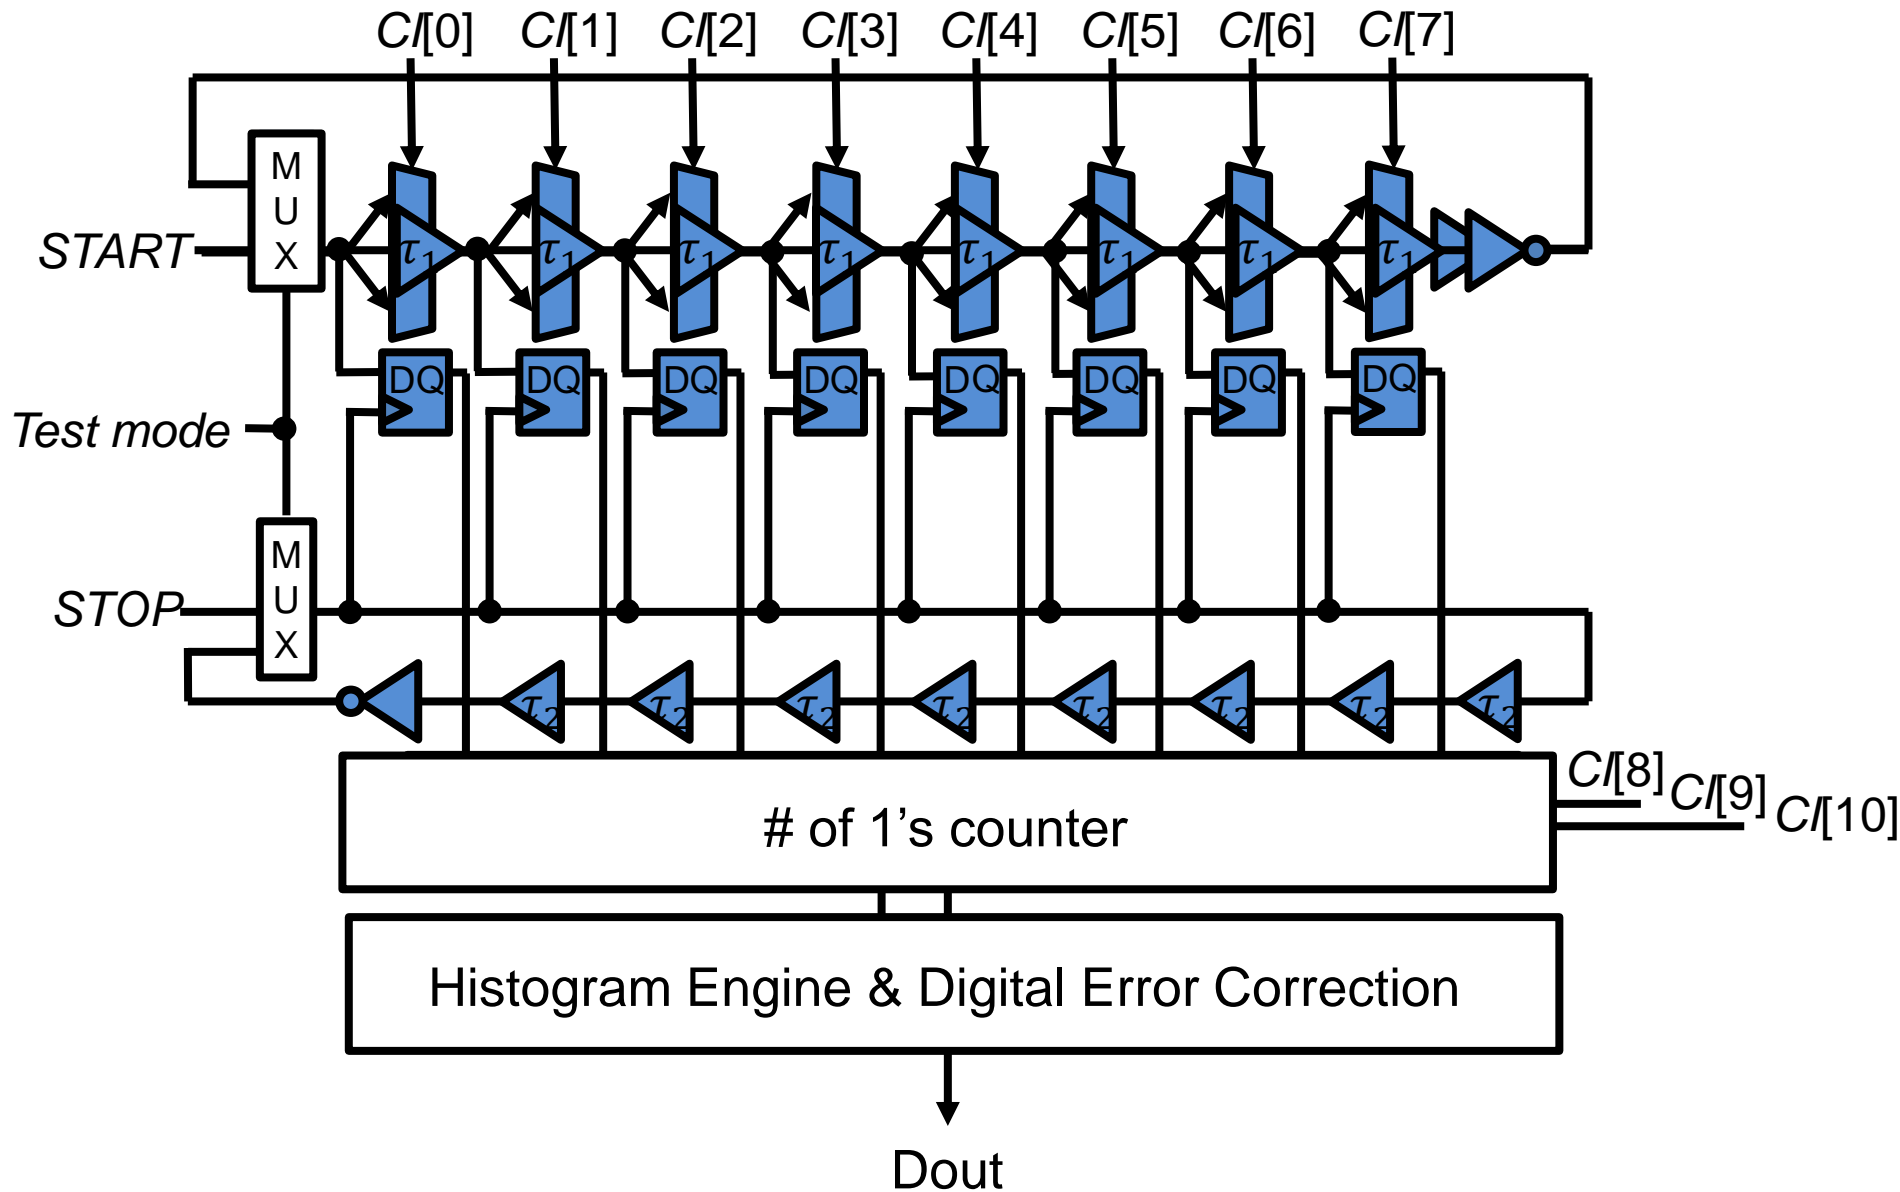 CI[0] CI[1] CI[2] CI[3] CI[4] CI[5] CI[6] CI[7]
MUX
START
τ1 τ1 τ1 τ1 τ1 τ1 τ1 τ1
DQ DQ DQ DQ DQ DQ DQ DQ
Test mode
MUX
STOP
τ2 τ2 τ2 τ2 τ2 τ2 τ2 τ2
CI[8] CI[9] CI[10]
# of 1’s counter
Histogram Engine & Digital Error Correction
Dout